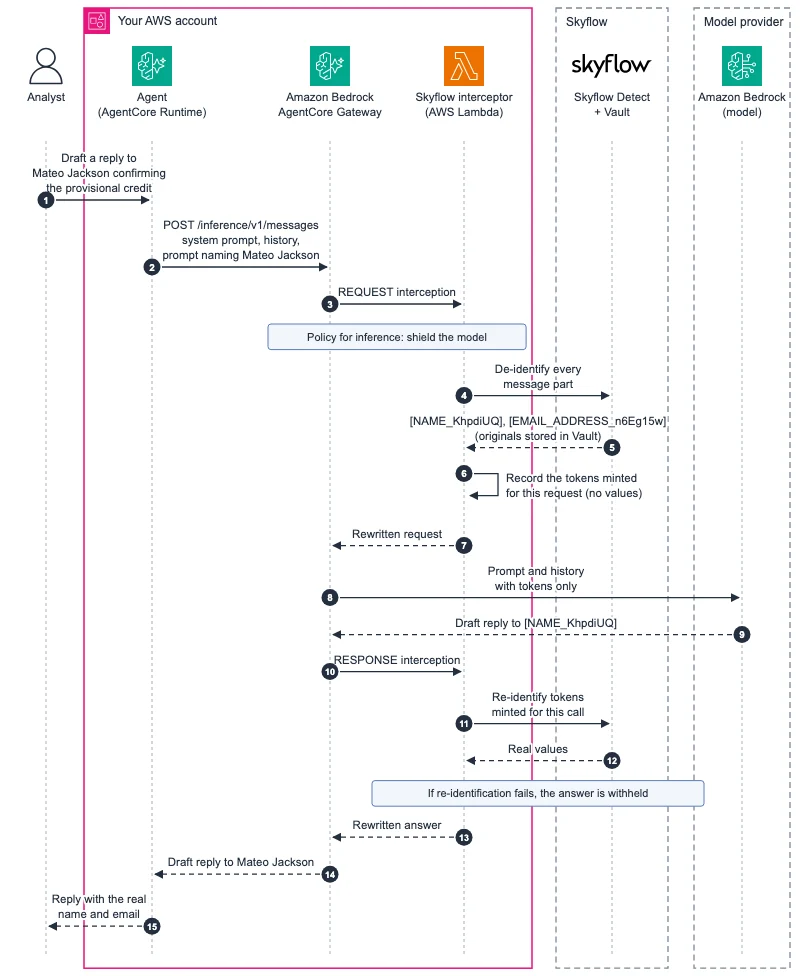 Your AWS account
Skyflow
Model provider
skyflow
Analyst
Agent
(AgentCore Runtime)
Amazon Bedrock
AgentCore Gateway
Skyflow interceptor
(AWS Lambda)
Skyflow Detect
+ Vault
Amazon Bedrock
(model)
Draft a reply to
Mateo Jackson confirming
the provisional credit
1
POST /inference/v1/messages
system prompt, history,
prompt naming Mateo Jackson
2
REQUEST interception
3
Policy for inference: shield the model
De-identify every
message part
4
[NAME_KhpdiUQ], [EMAIL_ADDRESS_n6Eg15w]
(originals stored in Vault)
5
6
Record the tokens minted
for this request (no values)
Rewritten request
7
Prompt and history
with tokens only
8
Draft reply to [NAME_KhpdiUQ]
9
RESPONSE interception
10
Re-identify tokens
minted for this call
11
Real values
12
If re-identification fails, the answer is withheld
Rewritten answer
13
Draft reply to Mateo Jackson
14
Reply with the real
name and email
15